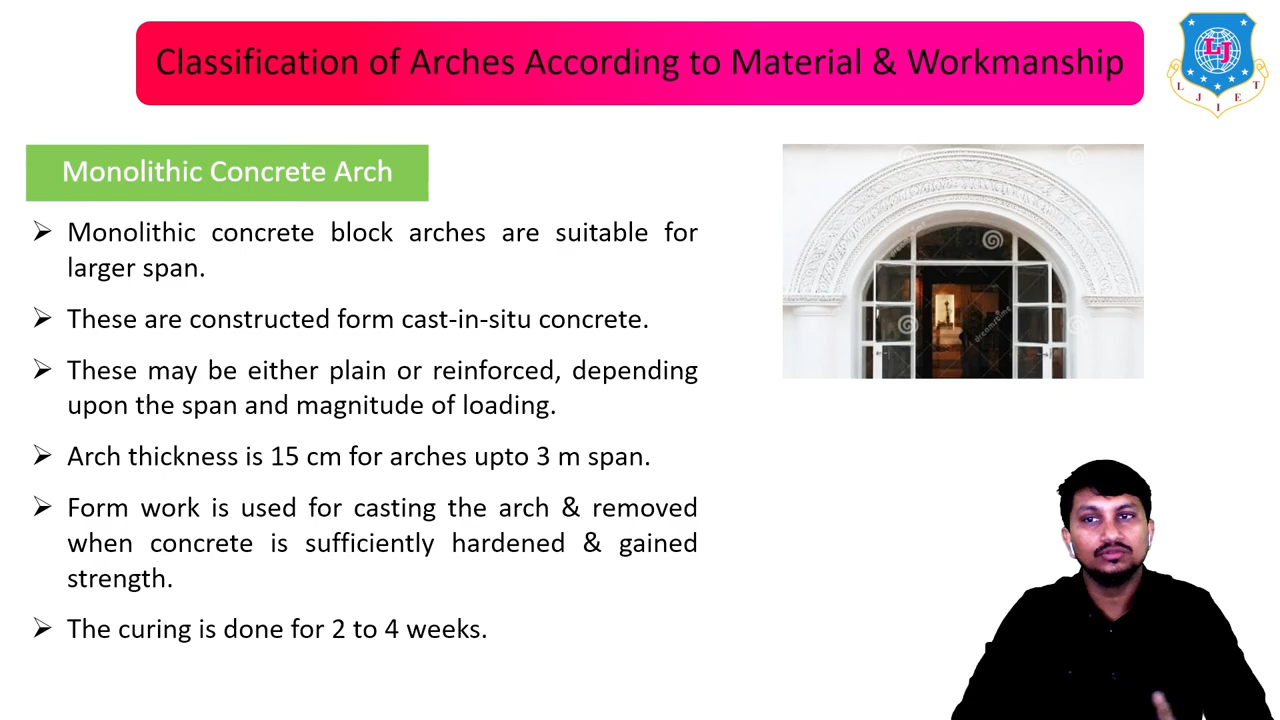 Classification of Arches According to Material & Workmanship
LJ
L J I E T
Monolithic Concrete Arch
Monolithic concrete block arches are suitable for
larger span.
These are constructed form cast-in-situ concrete.
These may be either plain or reinforced, depending
upon the span and magnitude of loading.
Arch thickness is 15 cm for arches upto 3 m span.
Form work is used for casting the arch & removed
when concrete is sufficiently hardened & gained
strength.
The curing is done for 2 to 4 weeks.
dreamstime